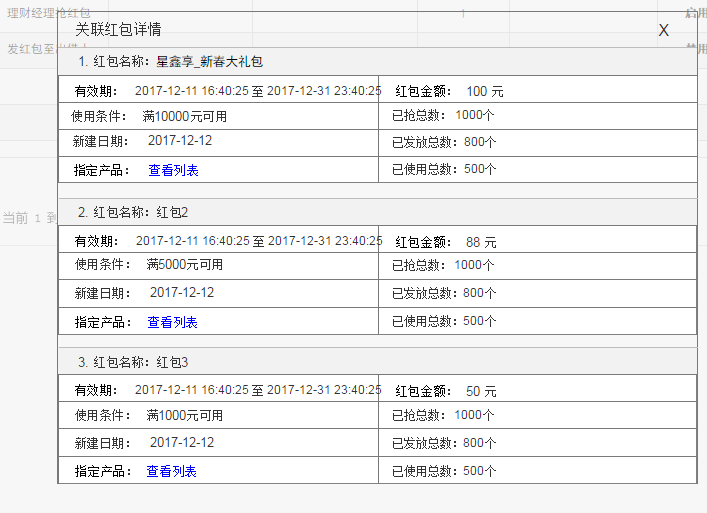 理财经理抢红包 1 启用
关联红包详情 X
发红包至
1. 红包名称：星鑫享_新春大礼包
有效期： 2017-12-11 16:40:25 至 2017-12-31 23:40:25 红包金额： 100 元
使用条件： 满10000元可用 已抢总数： 1000个
新建日期： 2017-12-12 已发放总数：800个
指定产品： 查看列表 已使用总数：500个
当前 1 到
2. 红包名称：红包2
有效期： 2017-12-11 16:40:25 至 2017-12-31 23:40:25 红包金额： 88 元
使用条件： 满5000元可用 已抢总数： 1000个
新建日期： 2017-12-12 已发放总数：800个
指定产品： 查看列表 已使用总数：500个
3. 红包名称：红包3
有效期： 2017-12-11 16:40:25 至 2017-12-31 23:40:25 红包金额： 50 元
使用条件： 满1000元可用 已抢总数： 1000个
新建日期： 2017-12-12 已发放总数：800个
指定产品： 查看列表 已使用总数：500个